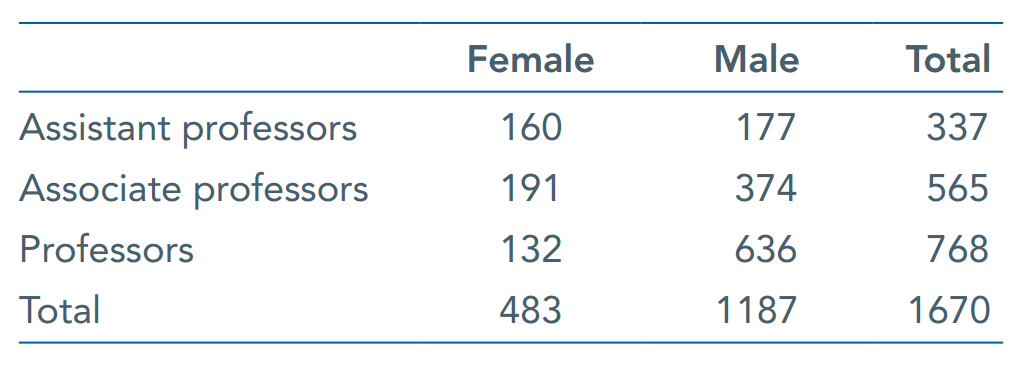 Female Male Total
Assistant professors 160 177 337
Associate professors 191 374 565
Professors 132 636 768
Total 483 1187 1670